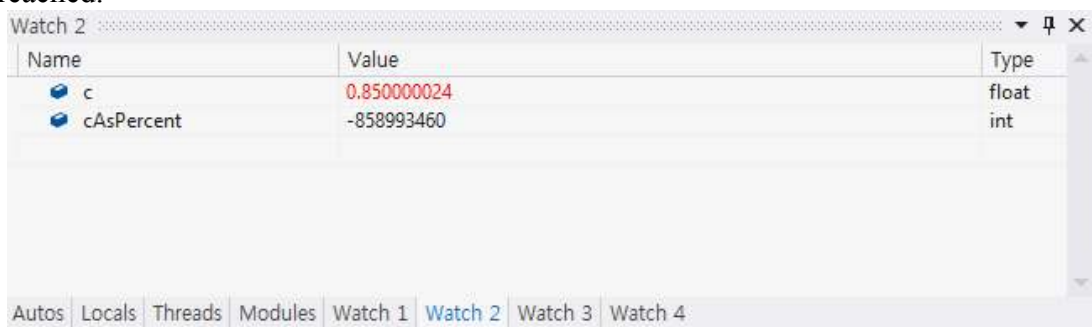 Watch 2
Name Value Type
c 0.850000024 float
cAsPercent -858993460 int
Autos Locals Threads Modules Watch 1 Watch 2 Watch 3 Watch 4